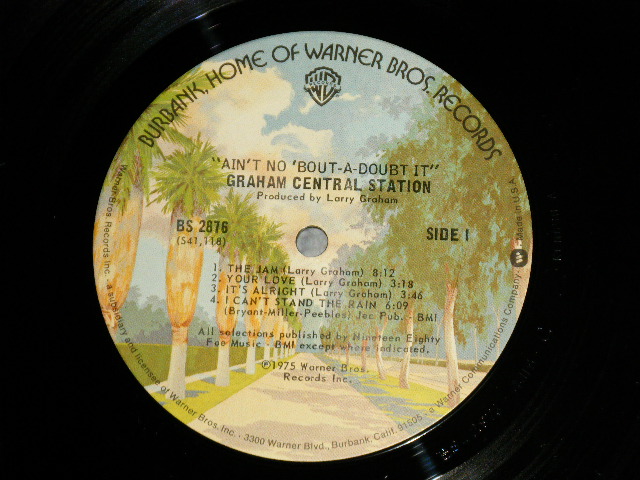 BURBANK, HOME OF WARNER BROS. RECORDS
"AIN'T NO 'BOUT-A-DOUBT IT"
GRAHAM CENTRAL STATION
Produced by Larry Graham
BS 2876
(S41,118)
SIDE 1
1. THE JAM (Larry Graham) 8:12
2. YOUR LOVE (Larry Graham) 3:18
3. IT'S ALRIGHT (Larry Graham) 3:46
4. I CAN'T STAND THE RAIN 6:09
(Bryant-Miller-Peebles) Jec Pub. - BMI
All selections published by Nineteen Eighty
Foe Music - BMI except where indicated.
℗1975 Warner Bros.
Records Inc.
Warner Bros. Records Inc., a subsidiary and licensee of Warner Bros. Inc. · 3300 Warner Blvd., Burbank, Calif. 91505 · a Warner Communications Company. Made in U.S.A.